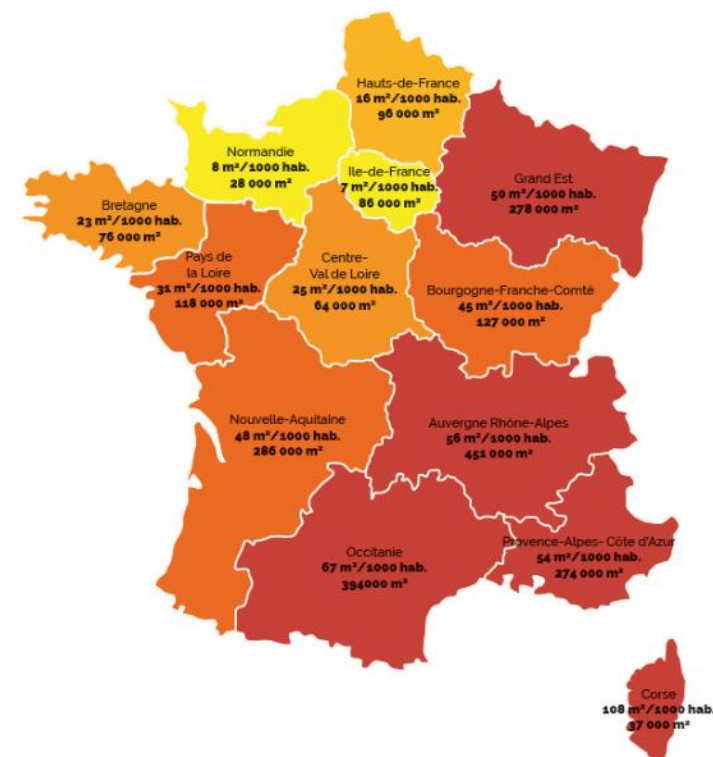 Hauts-de-France
16 m²/1000 hab.
96 000 m²
Normandie
8 m²/1000 hab.
28 000 m²
Ile-de-France
7 m²/1000 hab.
86 000 m²
Grand Est
50 m²/1000 hab.
278 000 m²
Bretagne
23 m²/1000 hab.
76 000 m²
Pays de
la Loire
31 m²/1000 hab.
118 000 m²
Centre-
Val de Loire
25 m²/1000 hab.
64 000 m²
Bourgogne-Franche-Comté
45 m²/1000 hab.
127 000 m²
Nouvelle-Aquitaine
48 m²/1000 hab.
286 000 m²
Auvergne Rhône-Alpes
56 m²/1000 hab.
451 000 m²
Occitanie
67 m²/1000 hab.
394000 m²
Provence-Alpes- Côte d'Azur
54 m²/1000 hab.
274 000 m²
Corse
108 m²/1000 hab.
37 000 m²